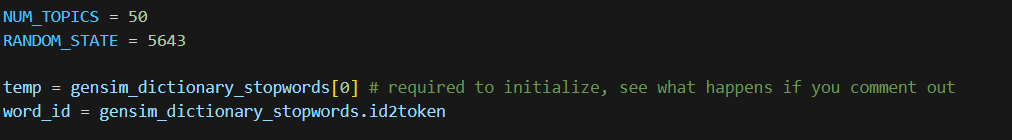 NUM_TOPICS = 50
RANDOM_STATE = 5643
temp = gensim_dictionary_stopwords[0] # required to initialize, see what happens if you comment out
word_id = gensim_dictionary_stopwords.id2token